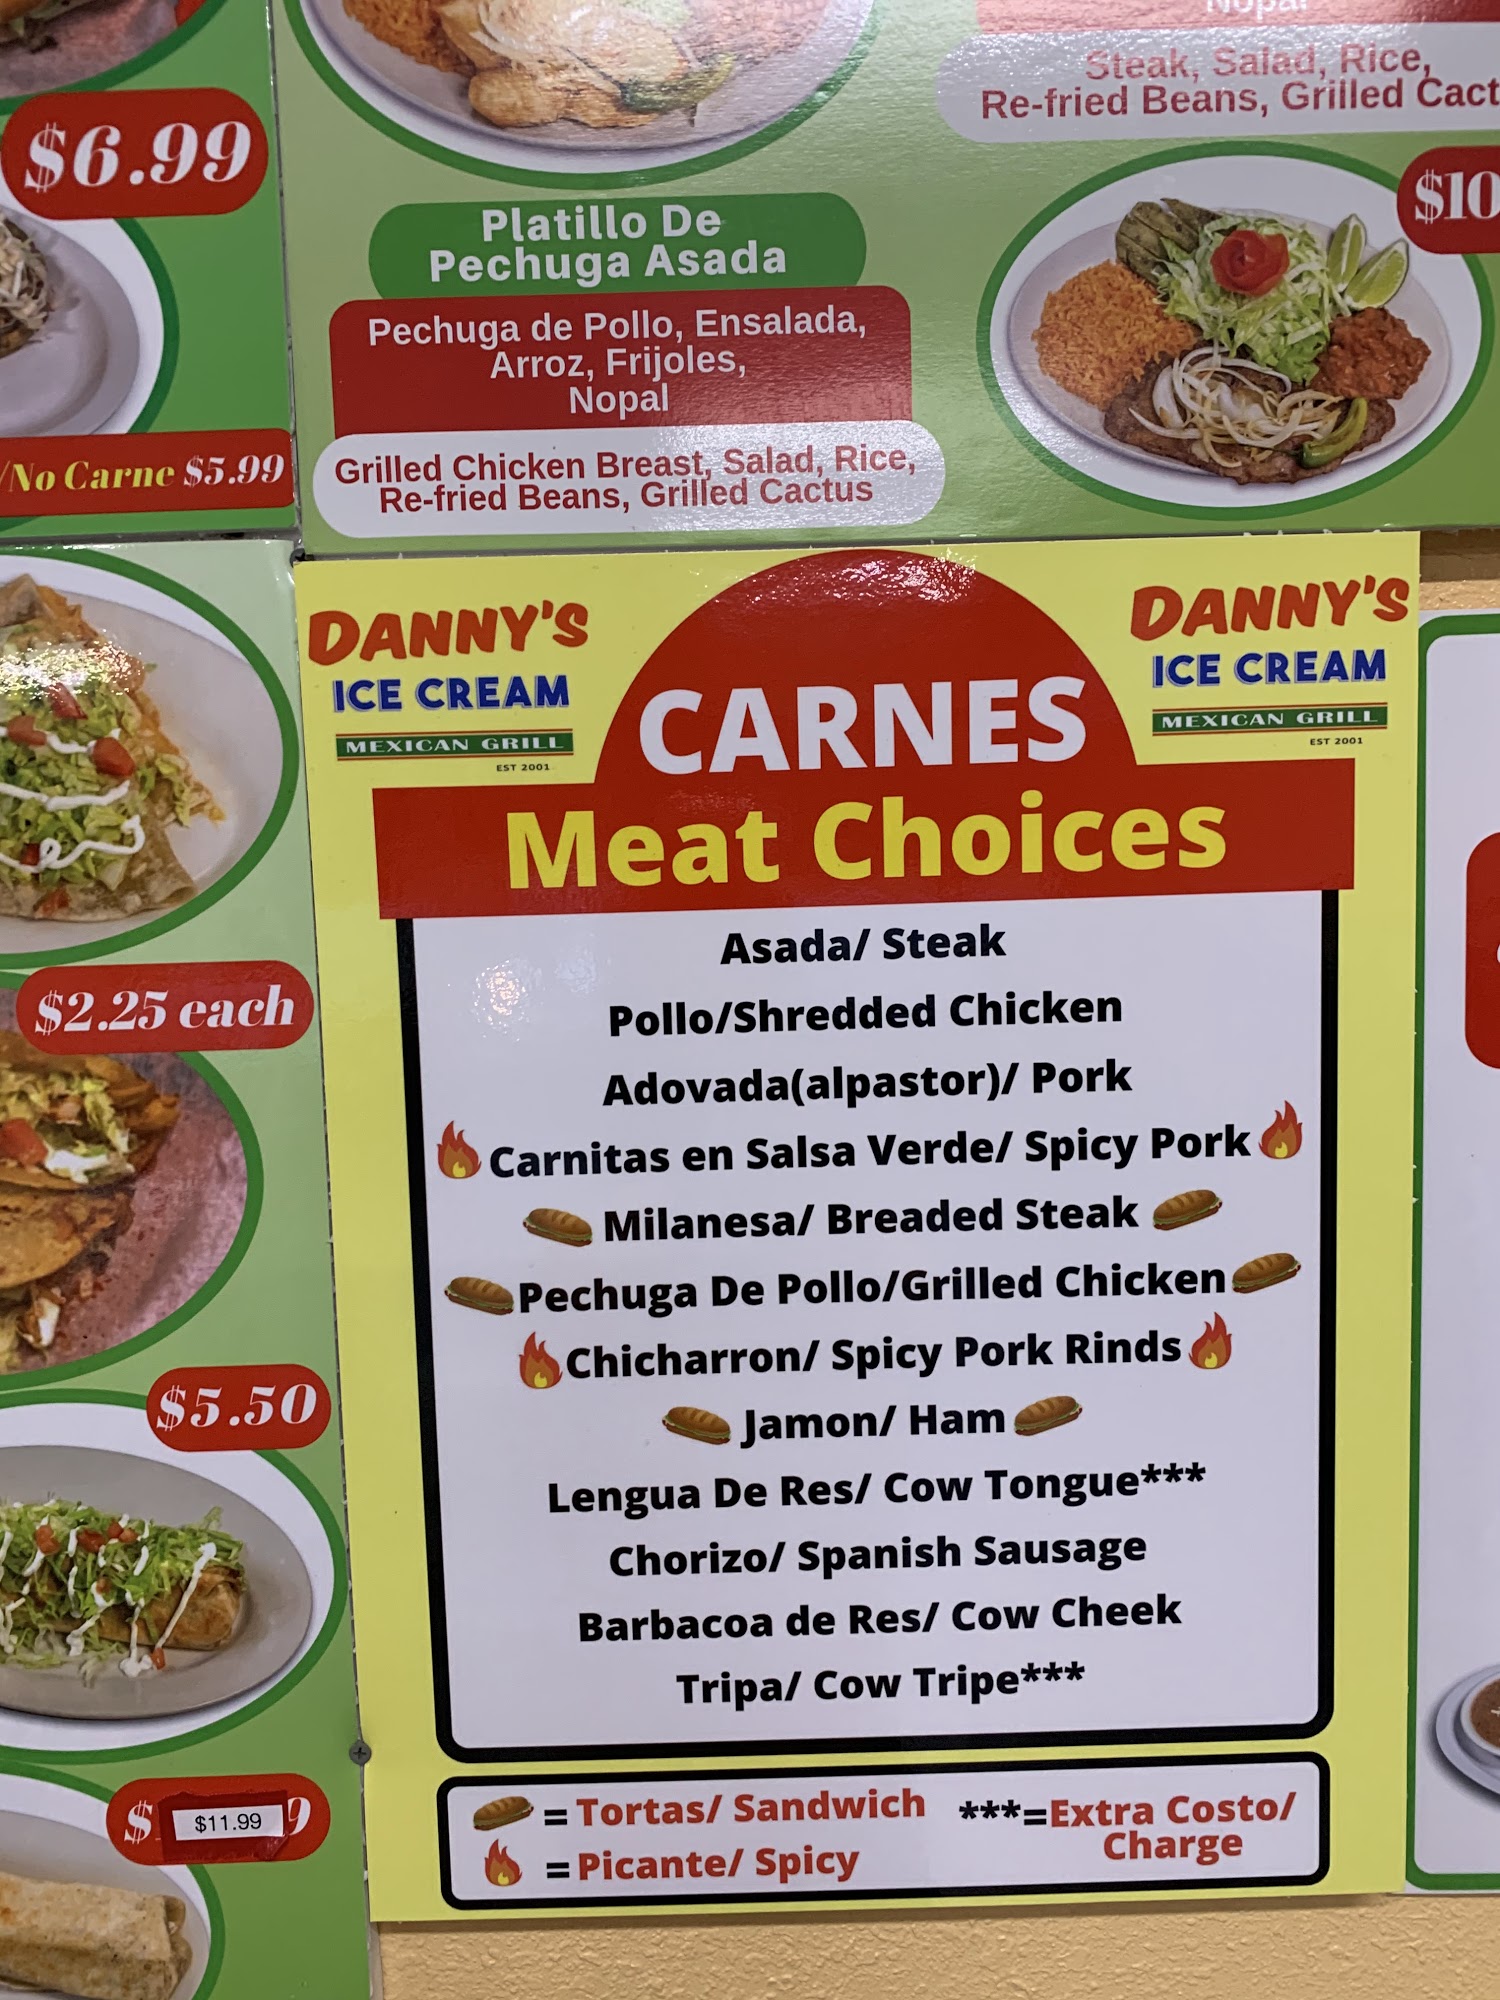 Nopal
Steak, Salad, Rice,
Re-fried Beans, Grilled
$6.99
Platillo De
Pechuga Asada
Pechuga de Pollo, Ensalada,
Arroz, Frijoles,
Nopal
Grilled Chicken Breast, Salad, Rice,
Re-fried Beans, Grilled Cactus
$10
/No Carne $5.99
DANNY'S
ICE CREAM
MEXICAN GRILL
EST 2001
DANNY'S
ICE CREAM
MEXICAN GRILL
EST 2001
CARNES
Meat Choices
Asada/ Steak
Pollo/Shredded Chicken
Adovada(alpastor)/ Pork
Carnitas en Salsa Verde/ Spicy Pork
Milanesa/ Breaded Steak
Pechuga De Pollo/Grilled Chicken
Chicharron/ Spicy Pork Rinds
Jamon/ Ham
Lengua De Res/ Cow Tongue***
Chorizo/ Spanish Sausage
Barbacoa de Res/ Cow Cheek
Tripa/ Cow Tripe***
= Tortas/ Sandwich
= Picante/ Spicy
***=Extra Costo/
Charge
$2.25 each
$5.50
$ $11.99 9